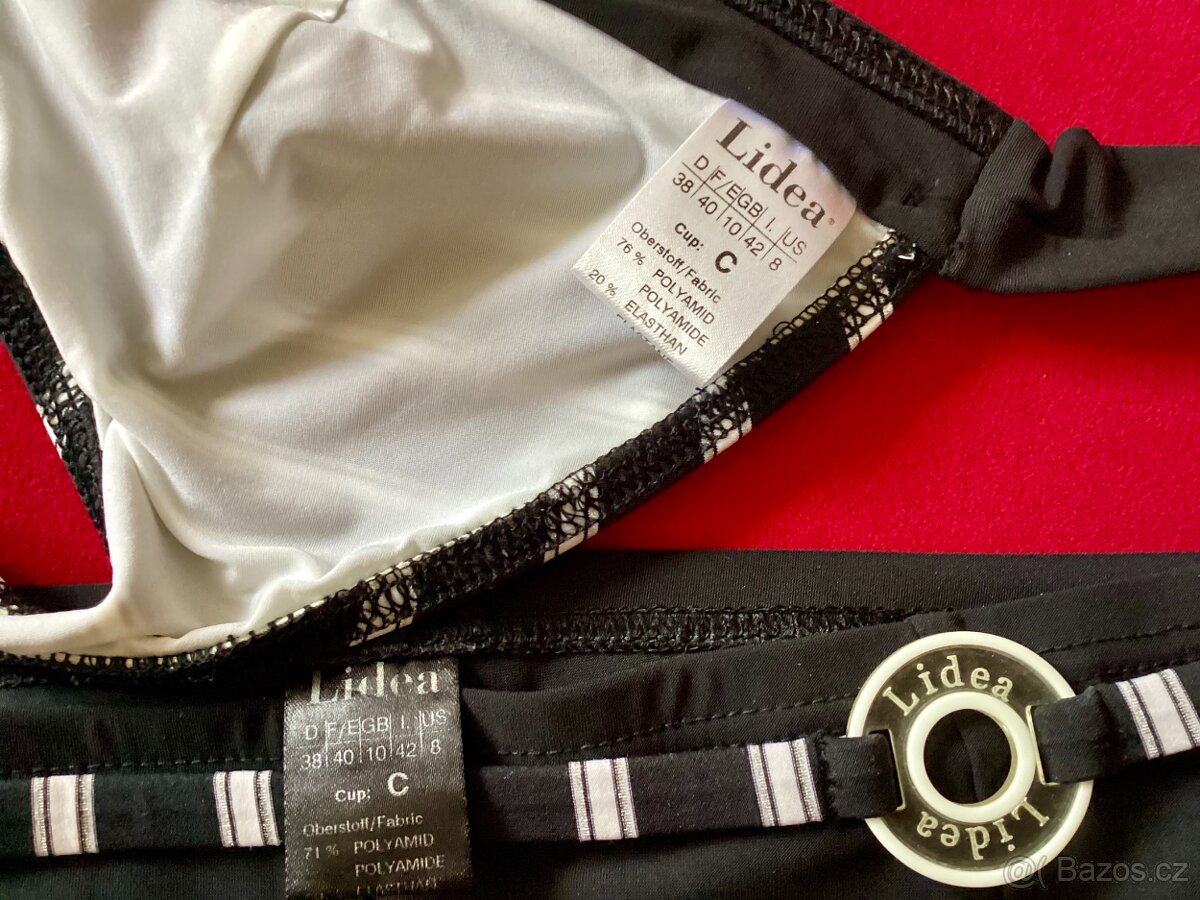 Lidea®
D F/E GB I. US
38 40 10 42 8
Cup: C
Oberstoff/Fabric
76 % POLYAMID
POLYAMIDE
20 % ELASTHAN
Lidea
D F/E GB I. US
38 40 10 42 8
Cup: C
Oberstoff/Fabric
71 % POLYAMID
POLYAMIDE
ELASTHAN
Lidea
Lidea
Bazos.cz